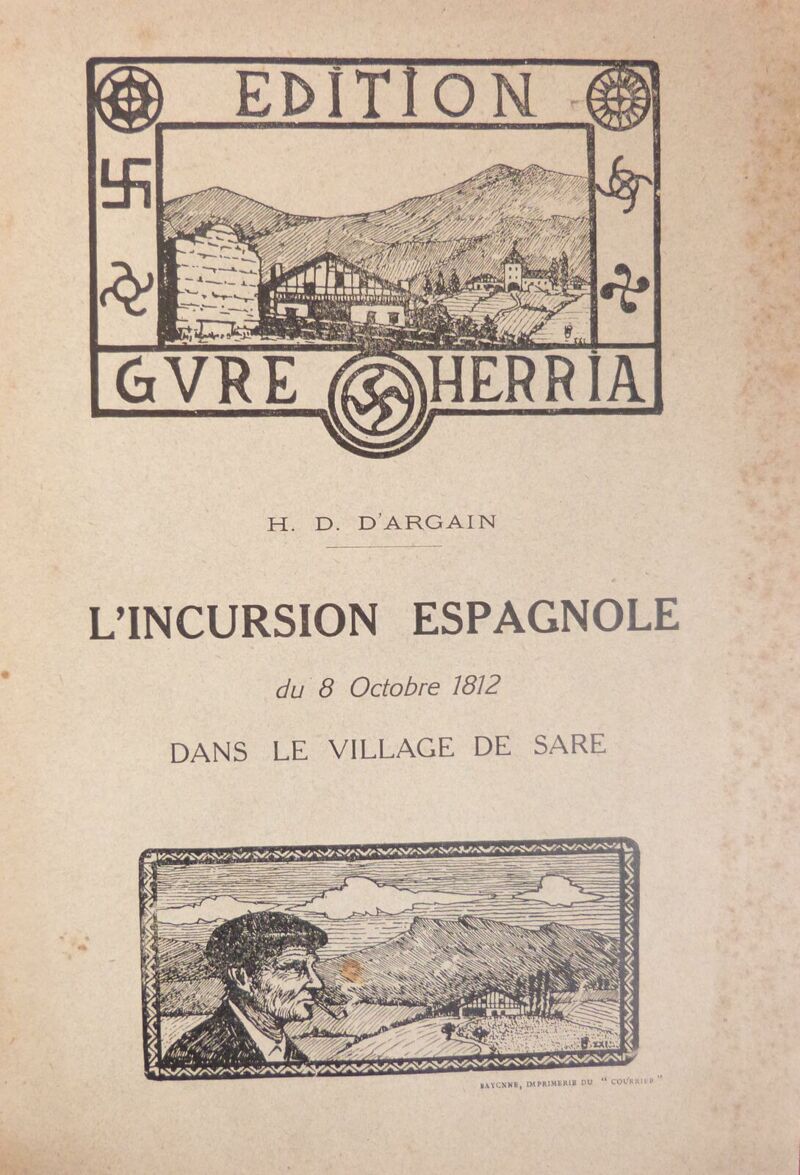 EDITION
GVRE HERRIA
H. D. D'ARGAIN
L'INCURSION ESPAGNOLE
du 8 Octobre 1812
DANS LE VILLAGE DE SARE
BAYONNE, IMPRIMERIE DU "COURRIER"